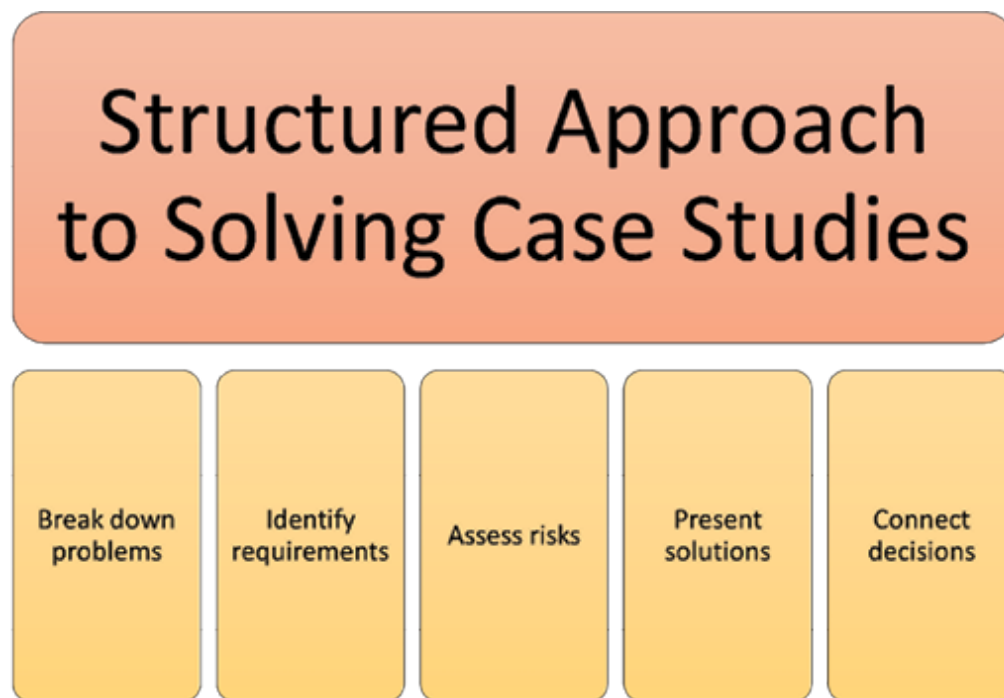 Structured Approach
to Solving Case Studies
Break down
problems
Identify
requirements
Assess risks
Present
solutions
Connect
decisions